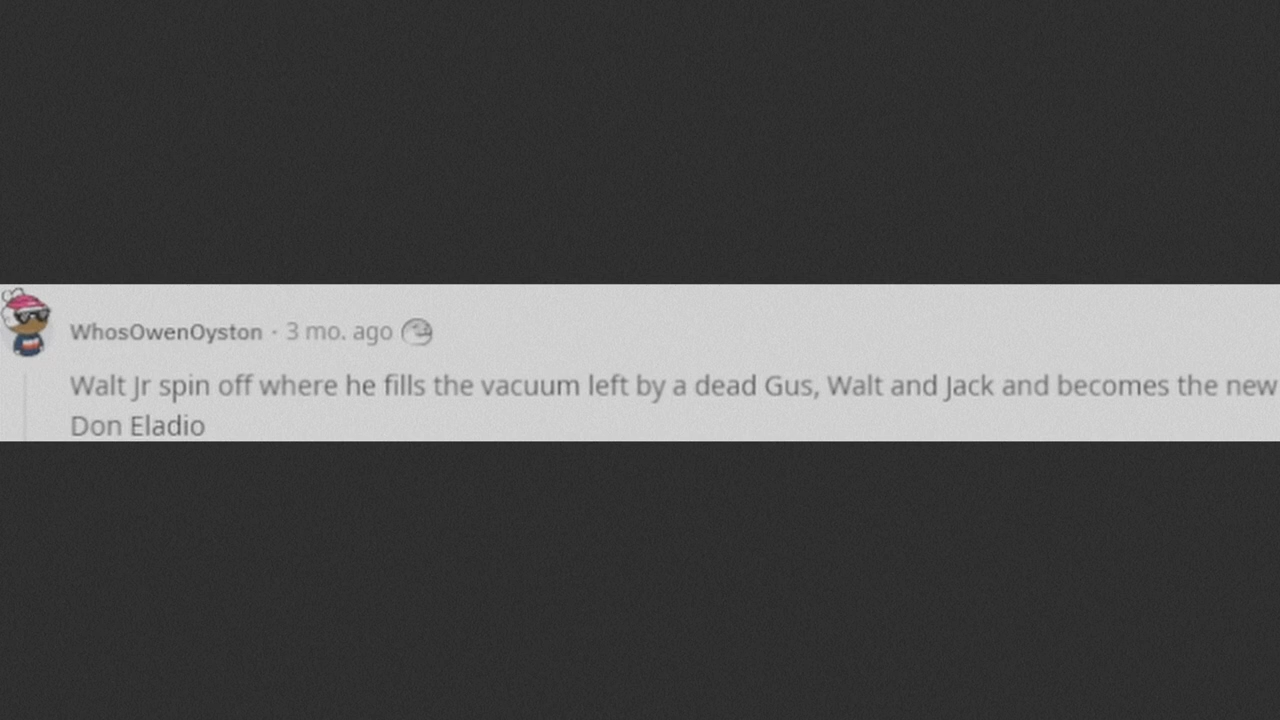 WhosOwenOyston · 3 mo. ago
Walt Jr spin off where he fills the vacuum left by a dead Gus, Walt and Jack and becomes the new
Don Eladio